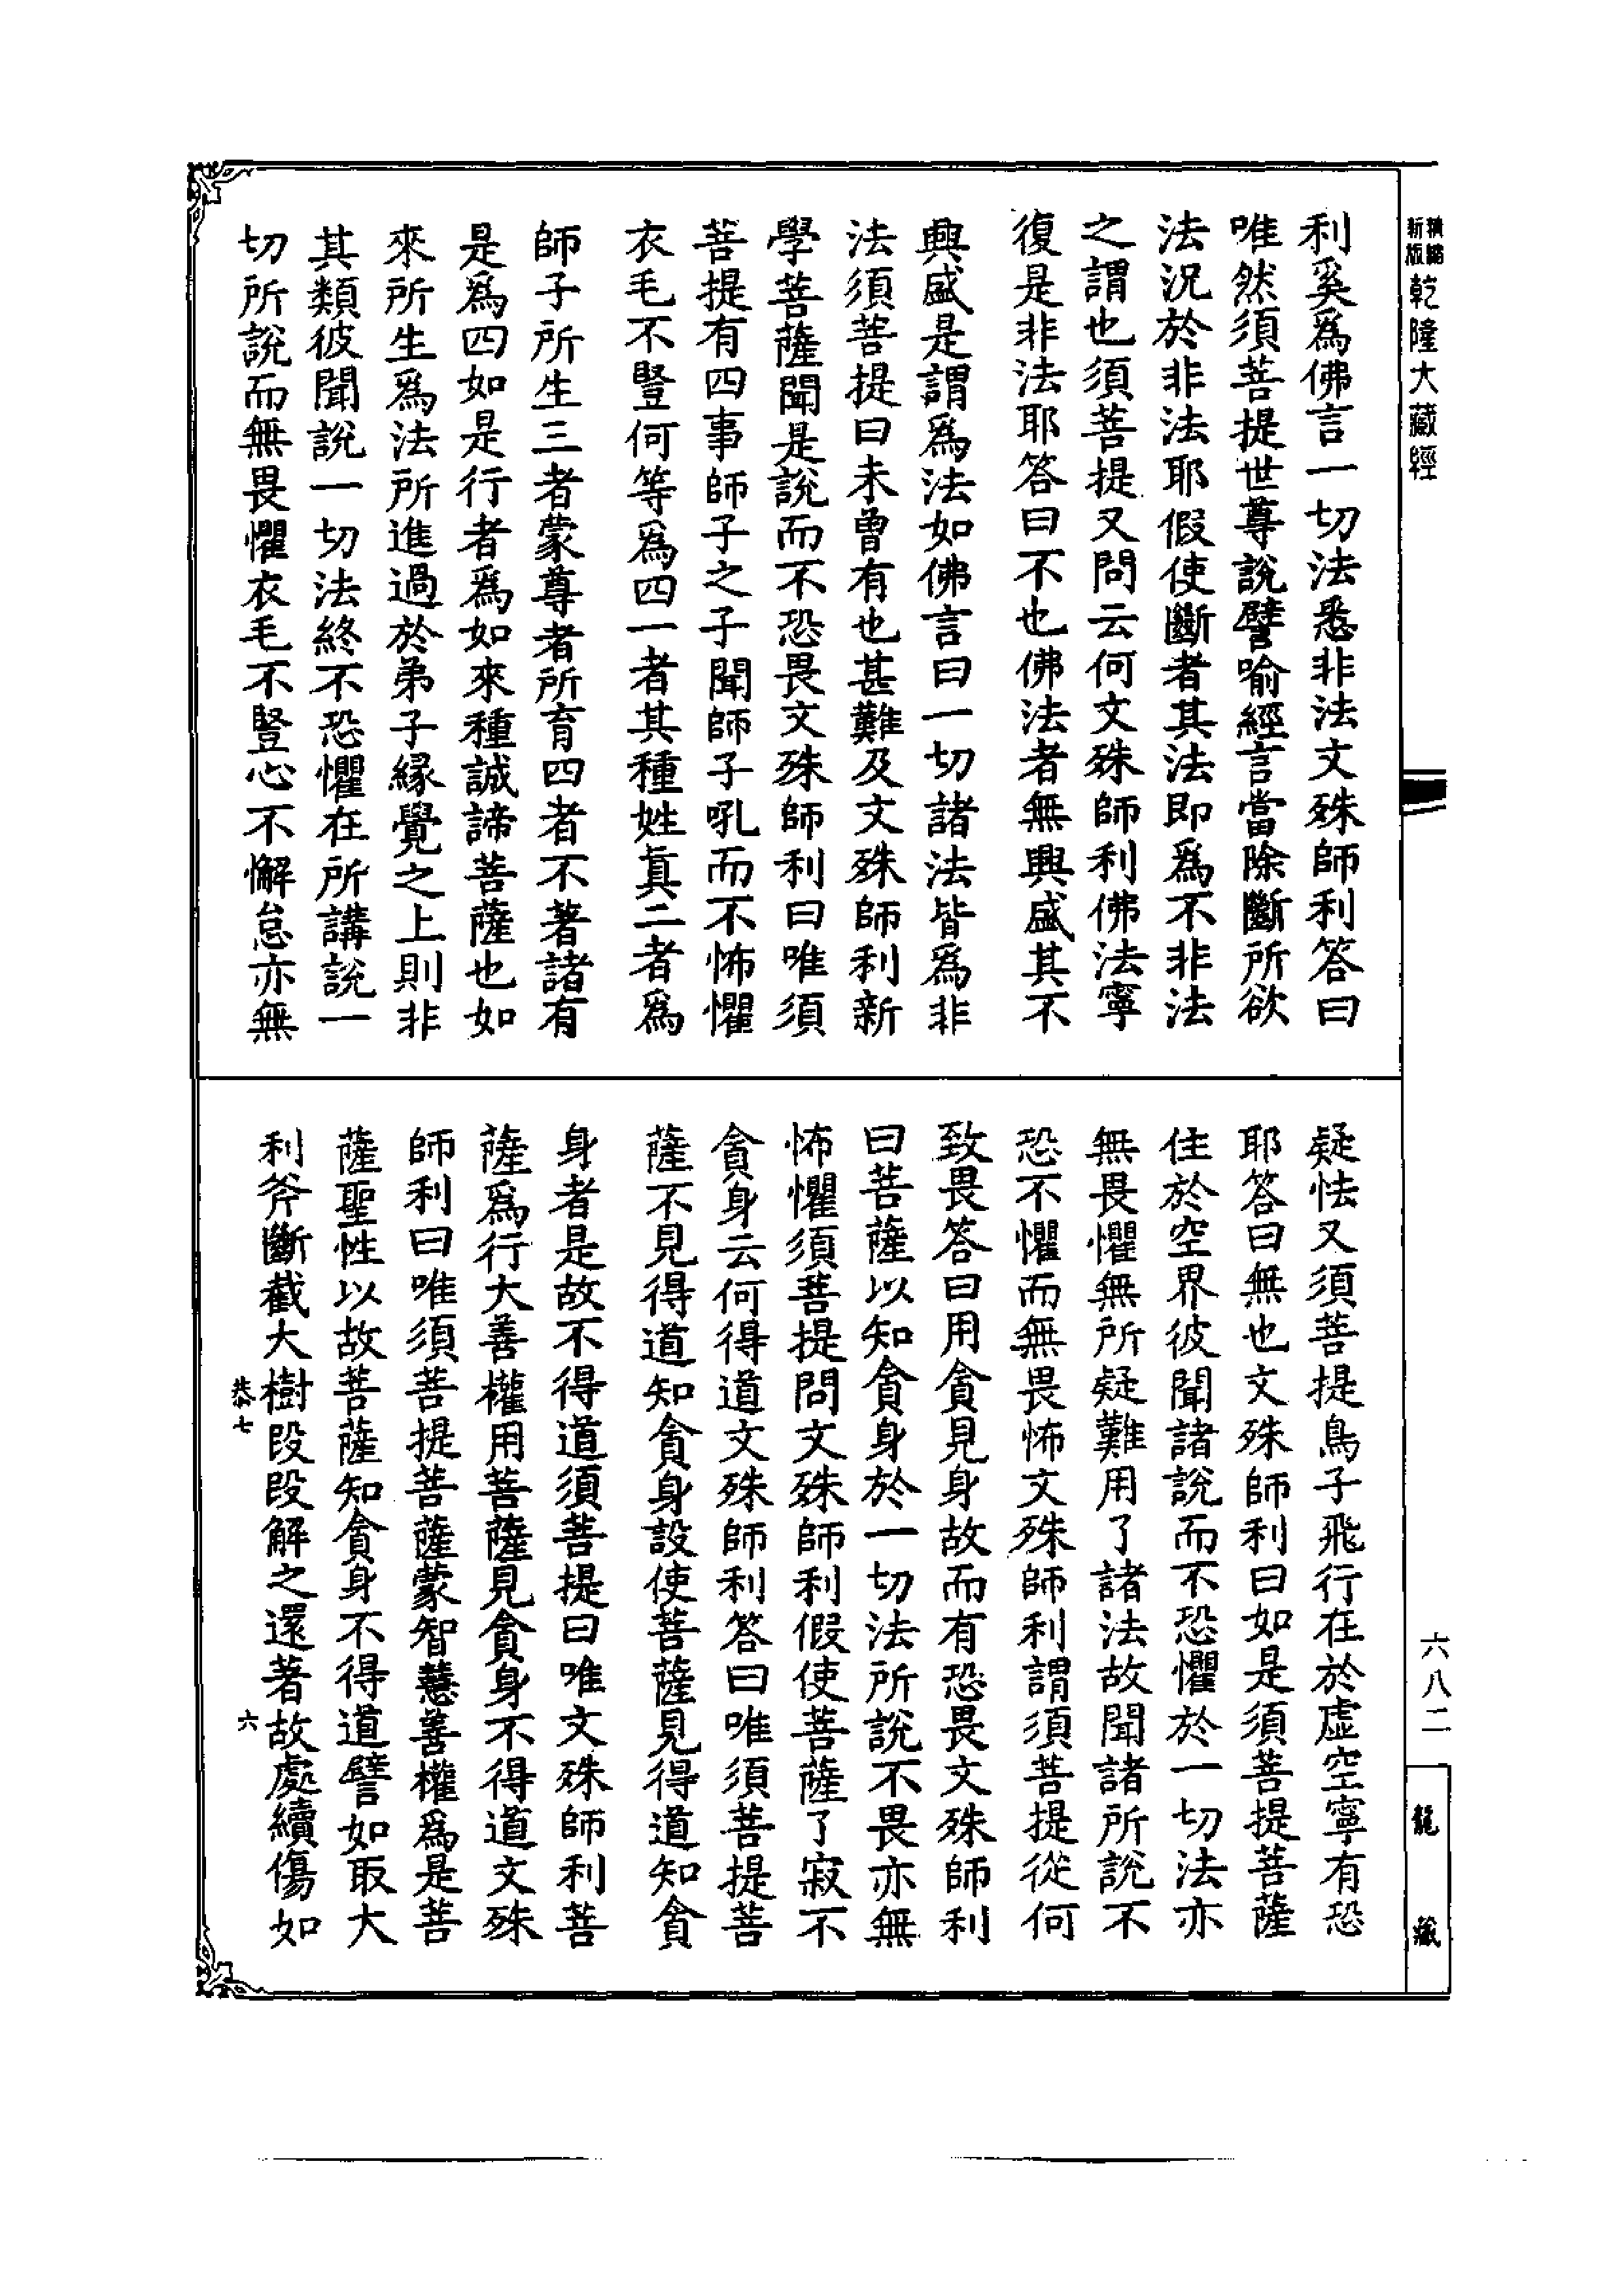 精縮
新版
乾隆大藏經
利奚爲佛言一切法悉非法文殊師利答曰
唯然須菩提世尊說譬喻經言當除斷所欲
法況於非法耶假使斷者其法即爲不非法
之謂也須菩提又問云何文殊師利佛法寧
復是非法耶答曰不也佛法者無興盛其不
興盛是謂爲法如佛言曰一切諸法皆爲非
法須菩提曰未曾有也甚難及文殊師利新
學菩薩聞是說而不恐畏文殊師利曰唯須
菩提有四事師子之子聞師子吼而不怖懼
衣毛不豎何等爲四一者其種姓真二者爲
師子所生三者蒙尊者所育四者不著諸有
是爲四如是行者爲如來種誠諦菩薩也如
來所生爲法所進過於弟子緣覺之上則非
其類彼聞說一切法終不恐懼在所講說一
切所說而無畏懼衣毛不豎心不懈怠亦無
疑怯又須菩提鳥子飛行在於虛空寧有恐
耶答曰無也文殊師利曰如是須菩提菩薩
住於空界彼聞諸說而不恐懼於一切法亦
無畏懼無所疑難用了諸法故聞諸所說不
恐不懼而無畏怖文殊師利謂須菩提從何
致畏答曰用貪見身故而有恐畏文殊師利
曰菩薩以知貪身於一切法所說不畏亦無
怖懼須菩提問文殊師利假使菩薩了寂不
貪身云何得道文殊師利答曰唯須菩提菩
薩不見得道知貪身設使菩薩見得道知貪
身者是故不得道須菩提曰唯文殊師利菩
薩爲行大善權用菩薩見貪身不得道文殊
師利曰唯須菩提菩薩蒙智慧善權爲是菩
薩聖性以故菩薩知貪身不得道譬如取大
利斧斷截大樹段段解之還著故處續傷如
恭七
六
六八二
龍藏